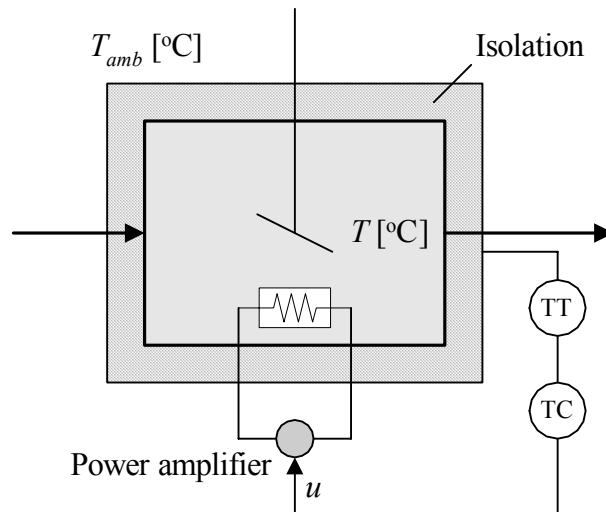 T_amb [°C]
Isolation
T [°C]
TT
TC
Power amplifier
u